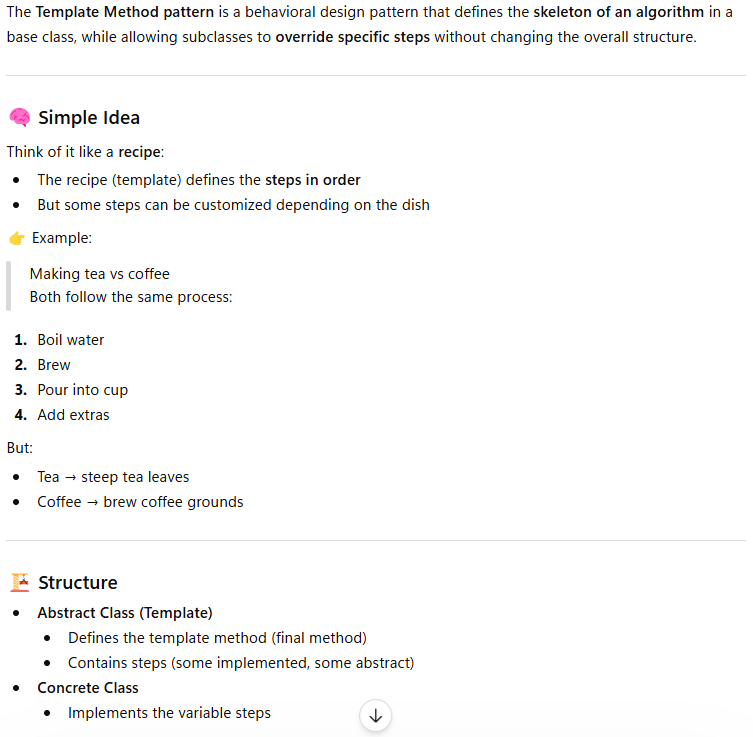 The Template Method pattern is a behavioral design pattern that defines the skeleton of an algorithm in a
base class, while allowing subclasses to override specific steps without changing the overall structure.
🧠 Simple Idea
Think of it like a recipe:
• The recipe (template) defines the steps in order
• But some steps can be customized depending on the dish
👉 Example:
Making tea vs coffee
Both follow the same process:
1. Boil water
2. Brew
3. Pour into cup
4. Add extras
But:
• Tea → steep tea leaves
• Coffee → brew coffee grounds
🏗️ Structure
• Abstract Class (Template)
• Defines the template method (final method)
• Contains steps (some implemented, some abstract)
• Concrete Class
• Implements the variable steps